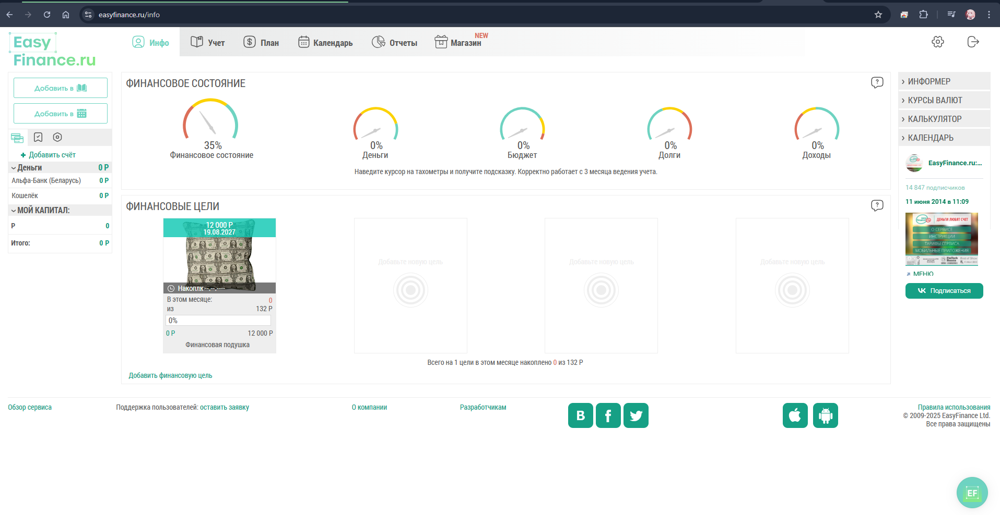 easyfinance.ru/info
Easy
Finance.ru
Инфо
Учет
План
Календарь
Отчеты
Магазин
NEW
Добавить в
Добавить в
Добавить счёт
Деньги 0 Р
Альфа-Банк (Беларусь) 0 Р
Кошелёк 0 Р
МОЙ КАПИТАЛ:
Р 0
Итого: 0 Р
ФИНАНСОВОЕ СОСТОЯНИЕ
?
35%
Финансовое состояние
0%
Деньги
0%
Бюджет
0%
Долги
0%
Доходы
Наведите курсор на тахометры и получите подсказку. Корректно работает с 3 месяца ведения учета.
ФИНАНСОВЫЕ ЦЕЛИ
?
12 000 Р
19.08.2027
Накоплк --.--.----
В этом месяце: 0
из 132 Р
0%
0 Р 12 000 Р
Финансовая подушка
Добавьте новую цель
Добавьте новую цель
Добавьте новую цель
Всего на 1 цели в этом месяце накоплено 0 из 132 Р
Добавить финансовую цель
ИНФОРМЕР
КУРСЫ ВАЛЮТ
КАЛЬКУЛЯТОР
КАЛЕНДАРЬ
EasyFinance.ru:...
14 847 подписчиков
11 июня 2014 в 11:09
ДЕНЬГИ ЛЮБЯТ СЧЕТ
О СЕРВИСЕ
ИНСТРУКЦИИ
ТАРИФЫ СЕРВИСА
МОБИЛЬНЫЕ ПРИЛОЖЕНИЯ
МЕНЮ
Подписаться
Обзор сервиса
Поддержка пользователей: оставить заявку
О компании
Разработчикам
Правила использования
© 2009-2025 EasyFinance Ltd.
Все права защищены
EF